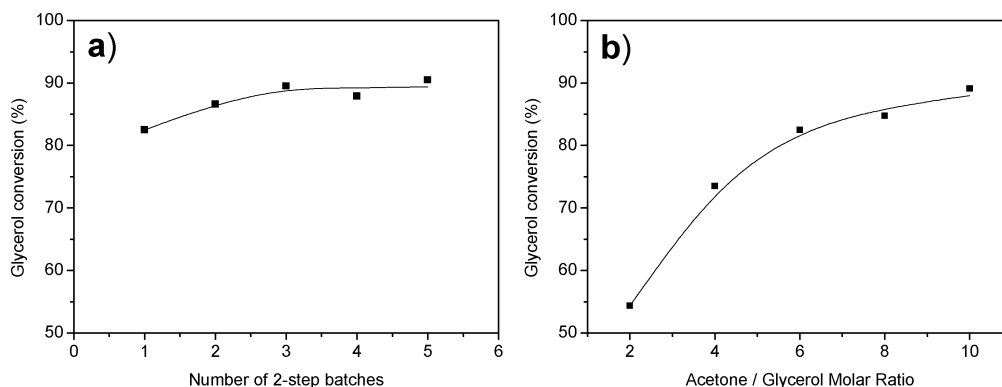 a)
100
90
80
70
60
50
Glycerol conversion (%)
0 1 2 3 4 5 6
Number of 2-step batches
b)
100
90
80
70
60
50
Glycerol conversion (%)
2 4 6 8 10
Acetone / Glycerol Molar Ratio